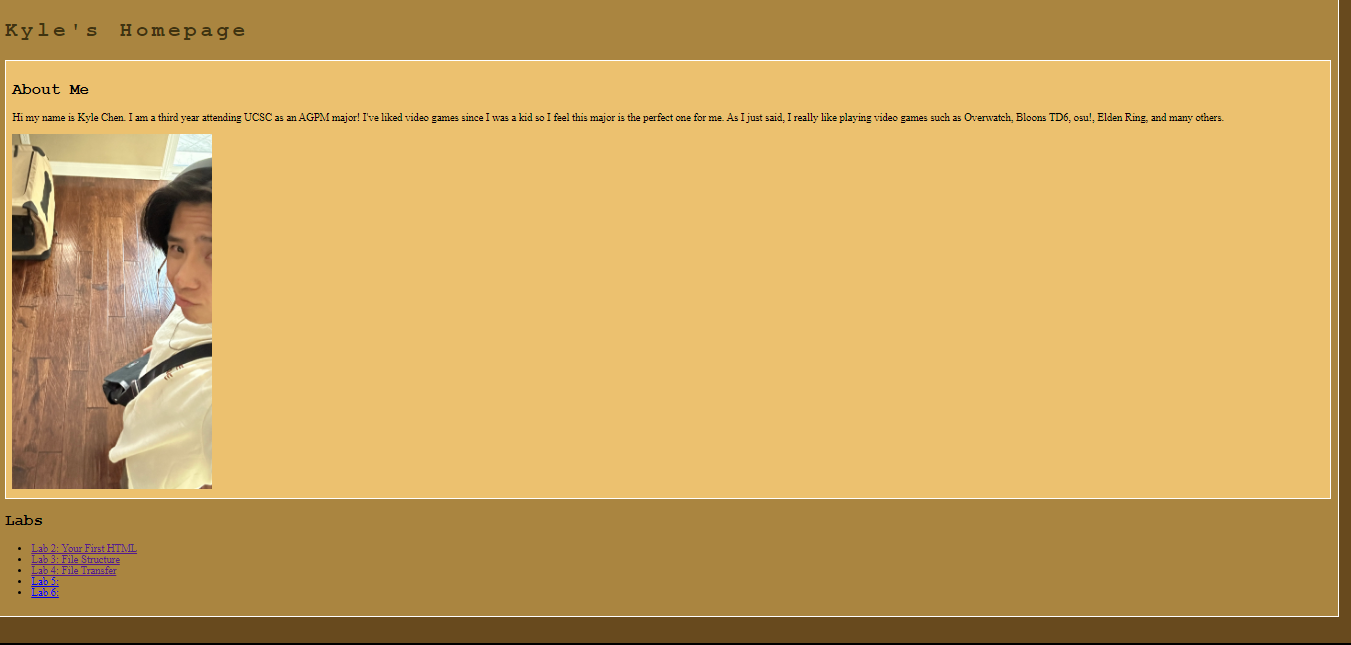 Kyle's Homepage
About Me
Hi my name is Kyle Chen. I am a third year attending UCSC as an AGPM major! I've liked video games since I was a kid so I feel this major is the perfect one for me. As I just said, I really like playing video games such as Overwatch, Bloons TD6, osu!, Elden Ring, and many others.
Labs
Lab 2: Your First HTML
Lab 3: File Structure
Lab 4: File Transfer
Lab 5:
Lab 6: